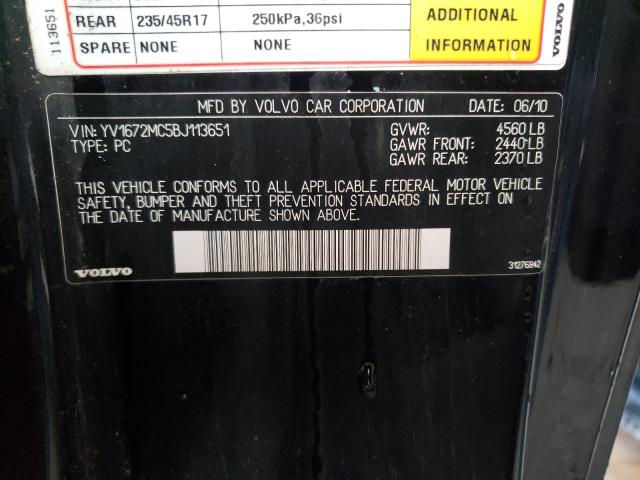 113651
REAR 235/45R17 250kPa,36psi
SPARE NONE NONE
ADDITIONAL
INFORMATION
VOLVO
MFD BY VOLVO CAR CORPORATION DATE: 06/10
VIN: YV1672MC5BJ113651 GVWR: 4560 LB
TYPE: PC GAWR FRONT: 2440 LB
GAWR REAR: 2370 LB
THIS VEHICLE CONFORMS TO ALL APPLICABLE FEDERAL MOTOR VEHICLE
SAFETY, BUMPER AND THEFT PREVENTION STANDARDS IN EFFECT ON
THE DATE OF MANUFACTURE SHOWN ABOVE.
VOLVO
31276842